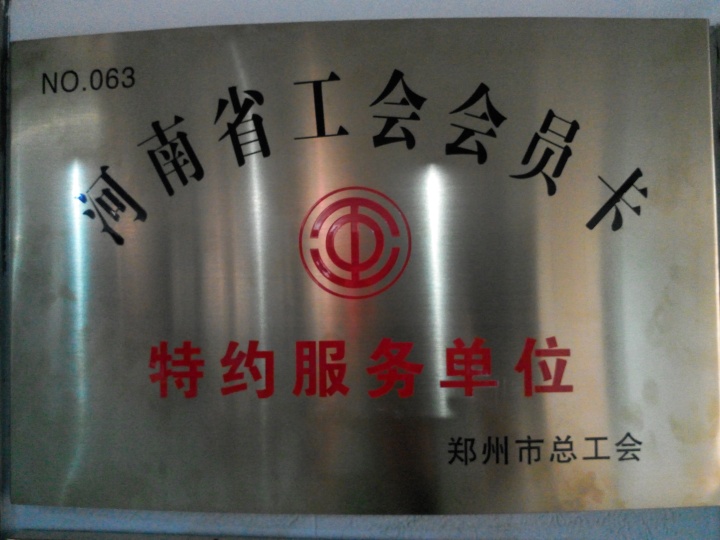 NO.063
河南省工会会员卡
特约服务单位
郑州市总工会